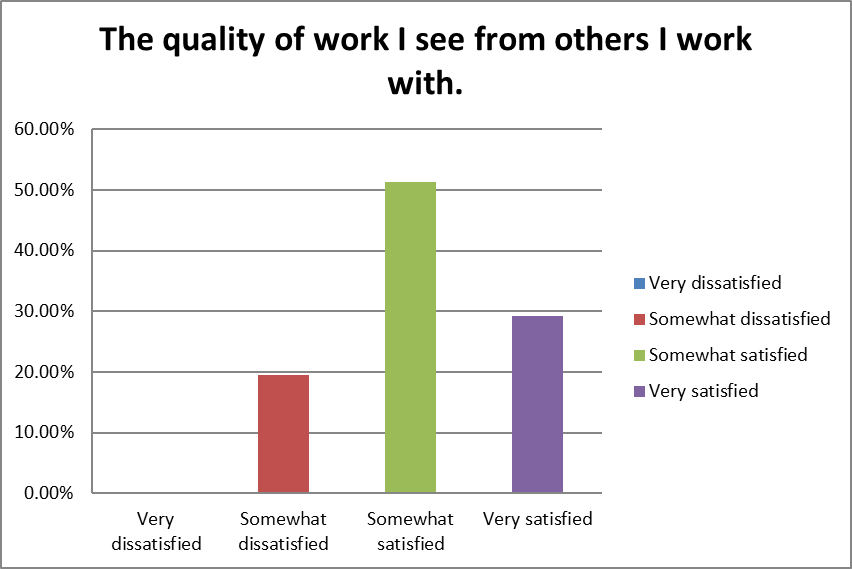 The quality of work I see from others I work
with.
60.00%
50.00%
40.00%
30.00%
20.00%
10.00%
0.00%
Very
dissatisfied
Somewhat
dissatisfied
Somewhat
satisfied
Very satisfied
Very dissatisfied
Somewhat dissatisfied
Somewhat satisfied
Very satisfied